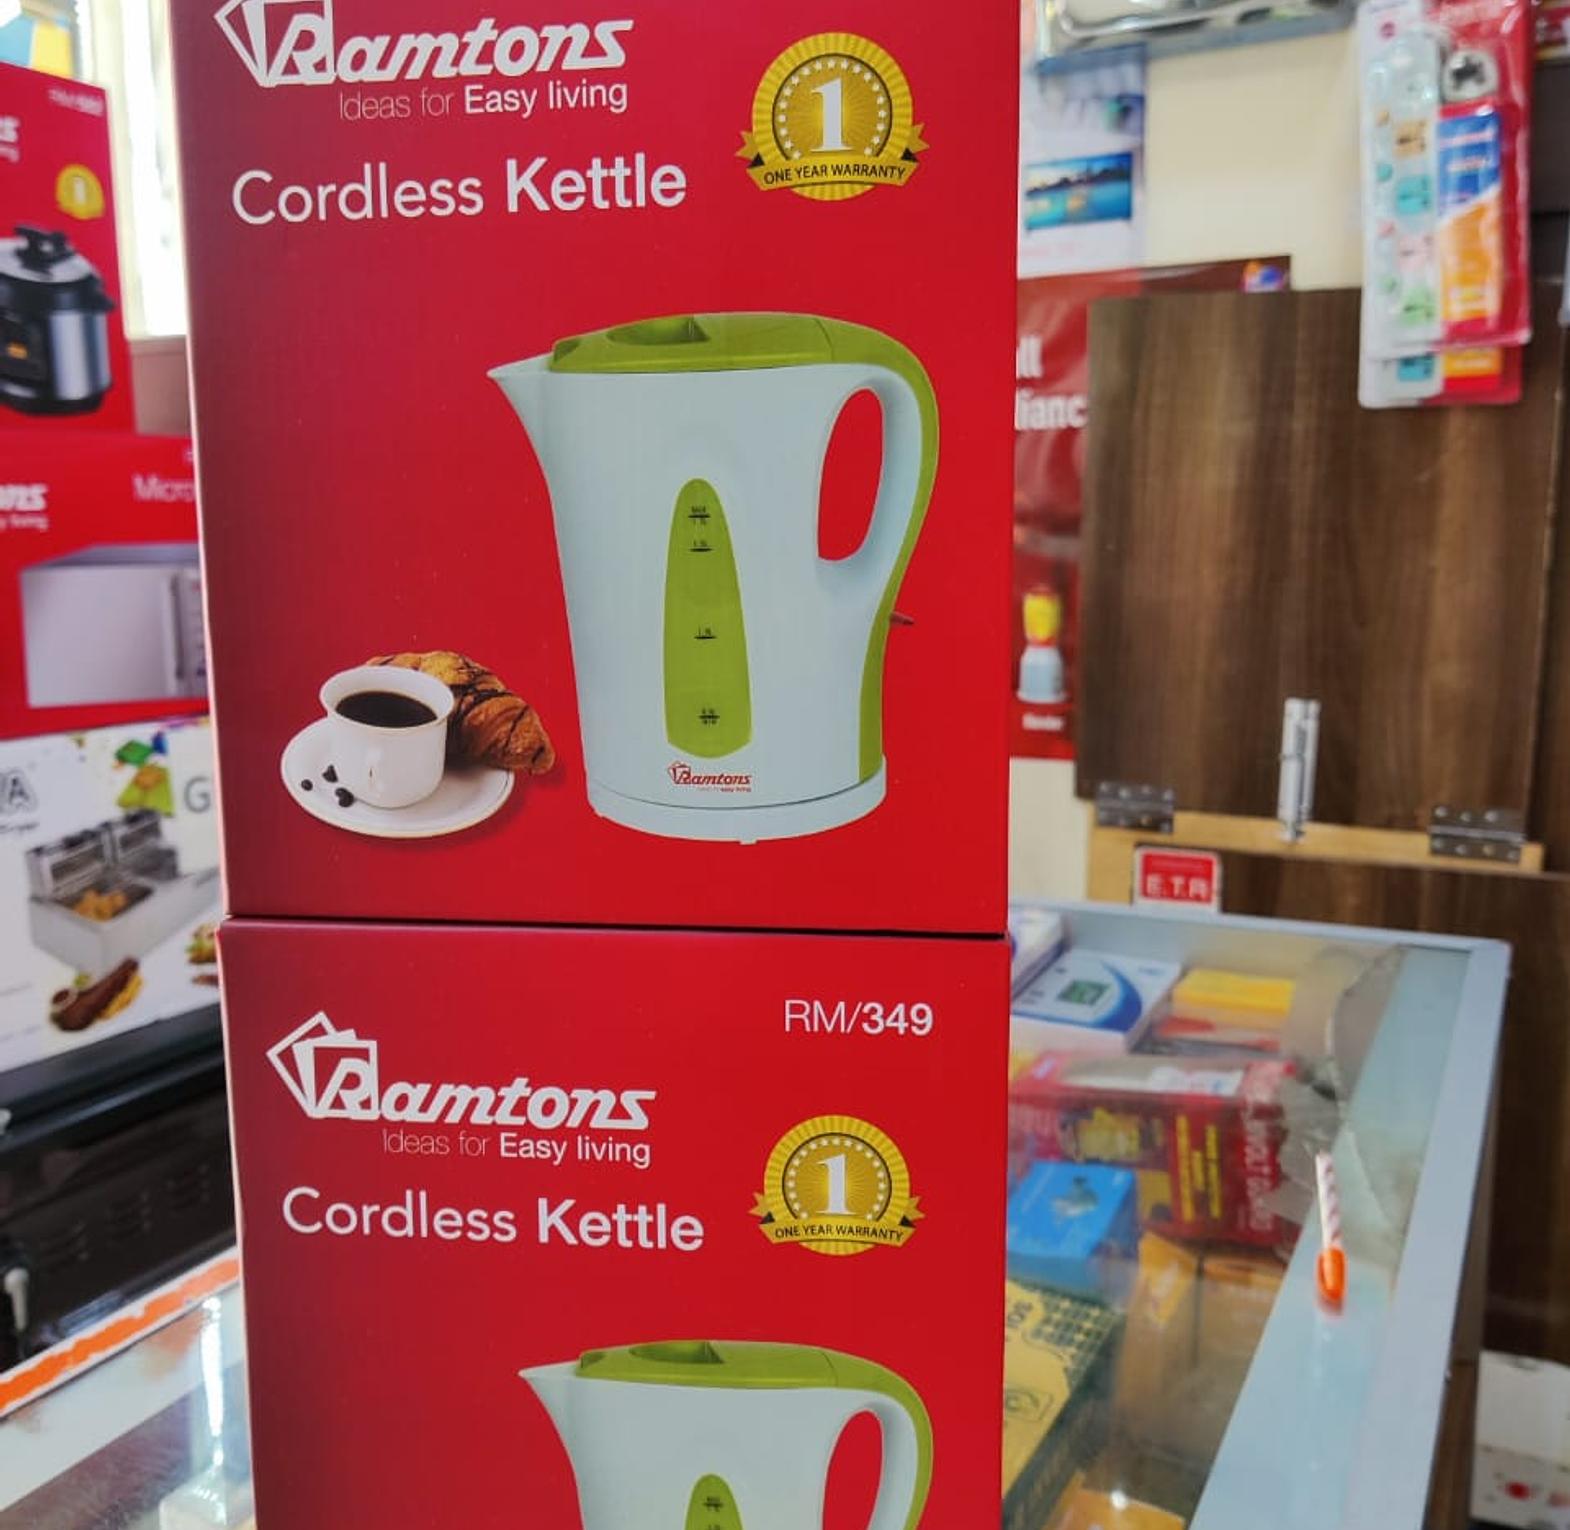 Ramtons
Ideas for Easy living
Cordless Kettle
1
ONE YEAR WARRANTY
Ramtons
RM/349
Ramtons
Ideas for Easy living
Cordless Kettle
1
ONE YEAR WARRANTY
E.T.R